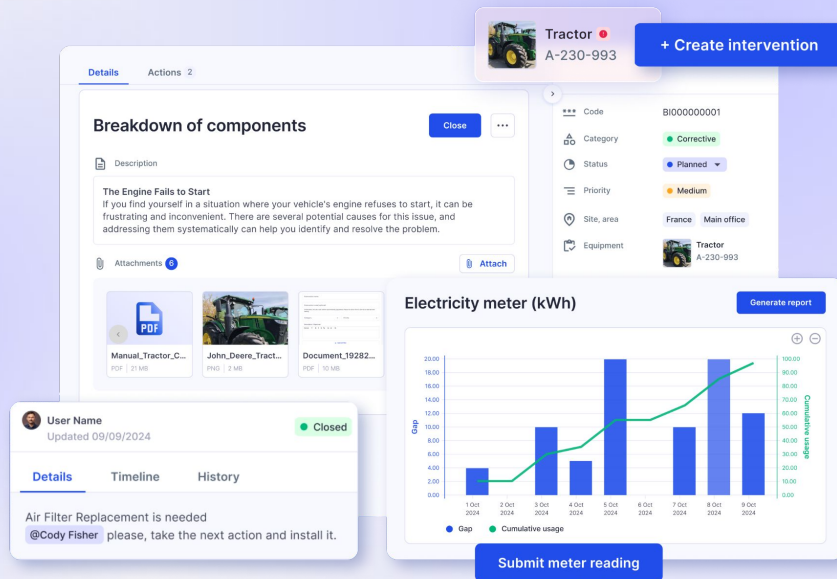 Tractor
A-230-993
+ Create intervention
Details
Actions 2
Breakdown of components
Close
Description
The Engine Fails to Start
If you find yourself in a situation where your vehicle's engine refuses to start, it can be
frustrating and inconvenient. There are several potential causes for this issue, and
addressing them systematically can help you identify and resolve the problem.
Attachments 6
Attach
PDF
Manual_Tractor_C...
PDF | 21 MB
John_Deere_Tract...
PNG | 2 MB
Document_19282...
PDF | 10 MB
Code
BI000000001
Category
Corrective
Status
Planned
Priority
Medium
Site, area
France
Main office
Equipment
Tractor
A-230-993
Electricity meter (kWh)
Generate report
20.00
18.00
16.00
14.00
12.00
10.00
8.00
6.00
4.00
2.00
0.00
Gap
100.00
90.00
80.00
70.00
60.00
50.00
40.00
30.00
20.00
10.00
0.00
Cumulative usage
1 Oct 2024
2 Oct 2024
3 Oct 2024
4 Oct 2024
5 Oct 2024
6 Oct 2024
7 Oct 2024
8 Oct 2024
9 Oct 2024
Gap
Cumulative usage
Submit meter reading
User Name
Updated 09/09/2024
Closed
Details
Timeline
History
Air Filter Replacement is needed
@Cody Fisher please, take the next action and install it.